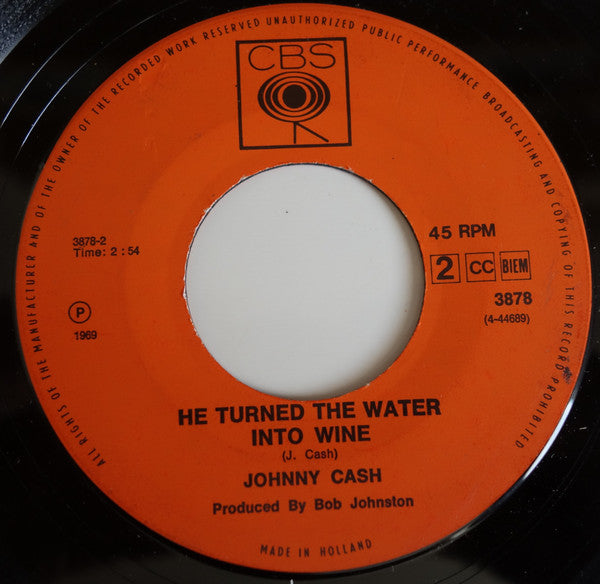 ALL RIGHTS OF THE MANUFACTURER AND OF THE OWNER OF THE RECORDED WORK RESERVED UNAUTHORIZED PUBLIC PERFORMANCE BROADCASTING AND COPYING OF THIS RECORD PROHIBITED
CBS
3878-2
Time: 2 : 54
45 RPM
2 CC BIEM
P
1969
3878
(4-44689)
HE TURNED THE WATER
INTO WINE
(J. Cash)
JOHNNY CASH
Produced By Bob Johnston
MADE IN HOLLAND